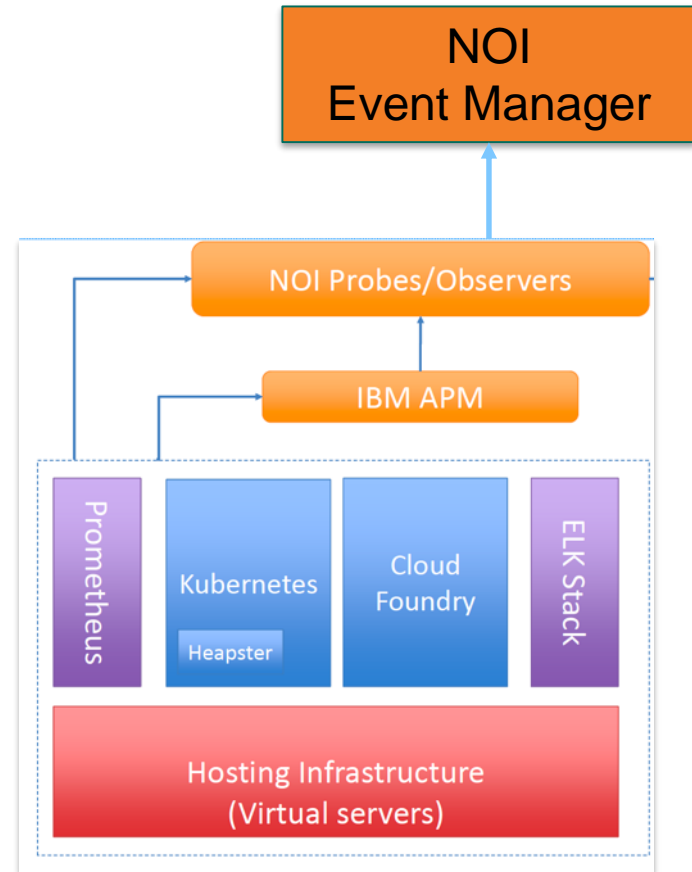 NOI
Event Manager
NOI Probes/Observers
IBM APM
Prometheus
Kubernetes
Heapster
Cloud
Foundry
ELK Stack
Hosting Infrastructure
(Virtual servers)